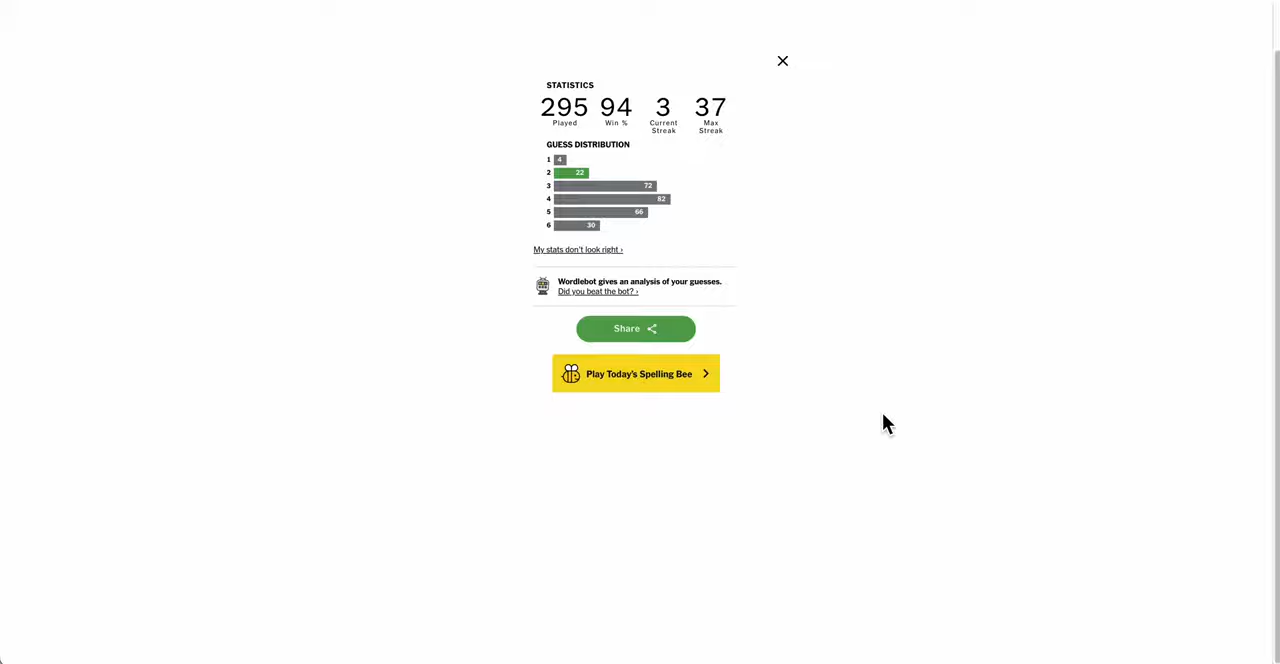 STATISTICS
295 94 3 37
Played Win % Current Streak Max Streak
GUESS DISTRIBUTION
1 4
2 22
3 72
4 82
5 66
6 30
My stats don't look right ›
Wordlebot gives an analysis of your guesses.
Did you beat the bot? ›
Share
Play Today's Spelling Bee